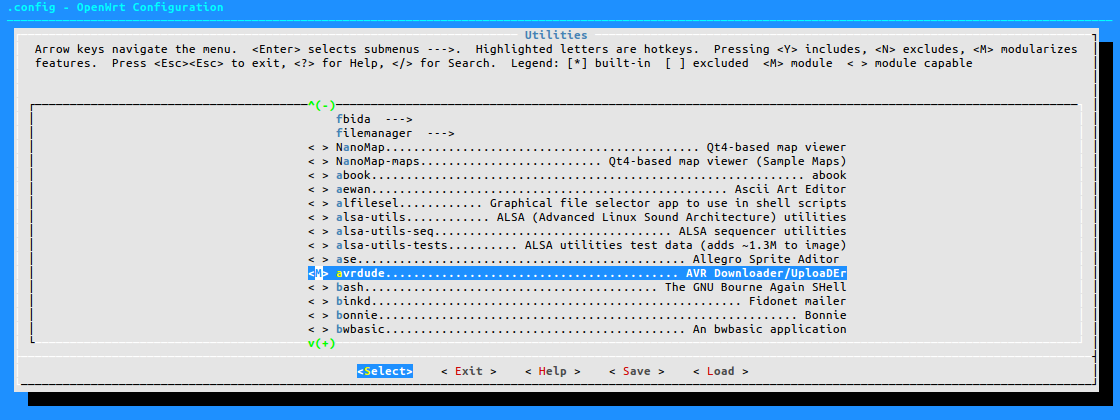 .config - OpenWrt Configuration
Utilities
Arrow keys navigate the menu.  <Enter> selects submenus --->.  Highlighted letters are hotkeys.  Pressing <Y> includes, <N> excludes, <M> modularizes
features.  Press <Esc><Esc> to exit, <?> for Help, </> for Search.  Legend: [*] built-in  [ ] excluded  <M> module  < > module capable
^(-)
fbida  --->
filemanager  --->
< > NanoMap............................................. Qt4-based map viewer
< > NanoMap-maps.......................... Qt4-based map viewer (Sample Maps)
< > abook.............................................................. abook
< > aewan................................................... Ascii Art Editor
< > alfilesel............ Graphical file selector app to use in shell scripts
< > alsa-utils............ ALSA (Advanced Linux Sound Architecture) utilities
< > alsa-utils-seq................................... ALSA sequencer utilities
< > alsa-utils-tests.......... ALSA utilities test data (adds ~1.3M to image)
< > ase............................................... Allegro Sprite Aditor
<M> avrdude.......................................... AVR Downloader/UploaDEr
< > bash............................................ The GNU Bourne Again SHell
< > binkd..................................................... Fidonet mailer
< > bonnie............................................................ Bonnie
< > bwbasic........................................... An bwbasic application
v(+)
<Select>    < Exit >    < Help >    < Save >    < Load >